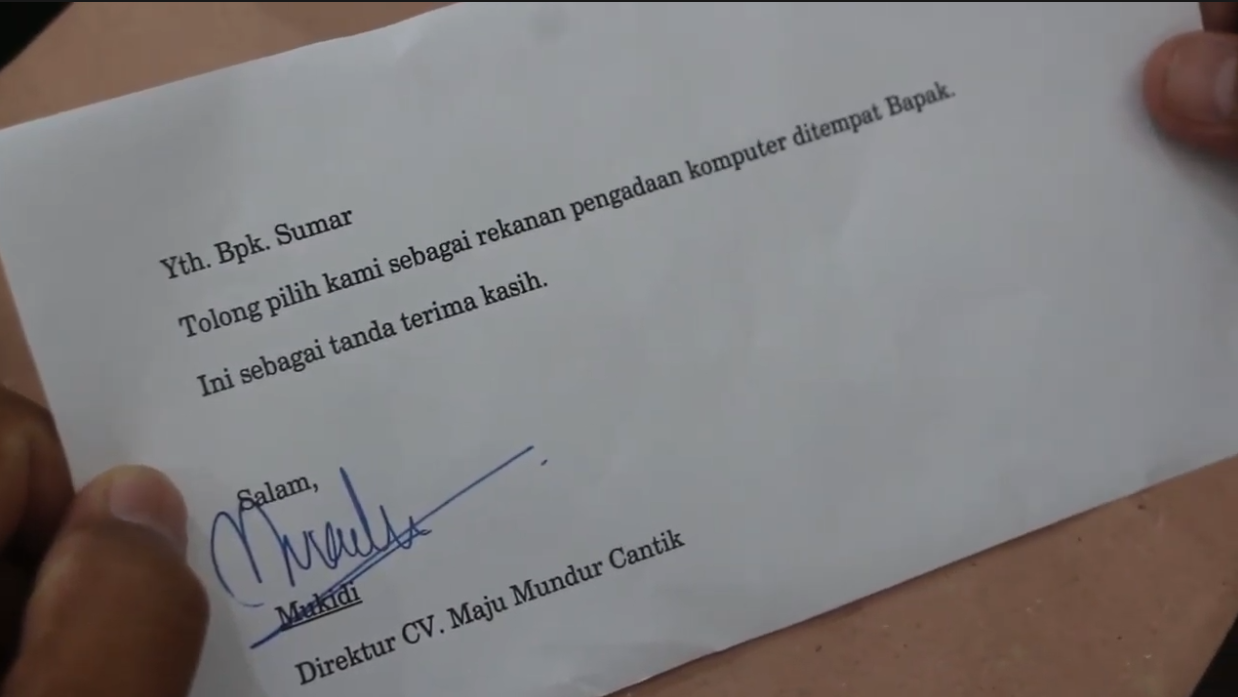 Yth. Bpk. Sumar
Tolong pilih kami sebagai rekanan pengadaan komputer ditempat Bapak.
Ini sebagai tanda terima kasih.
Salam,
Mukidi
Direktur CV. Maju Mundur Cantik